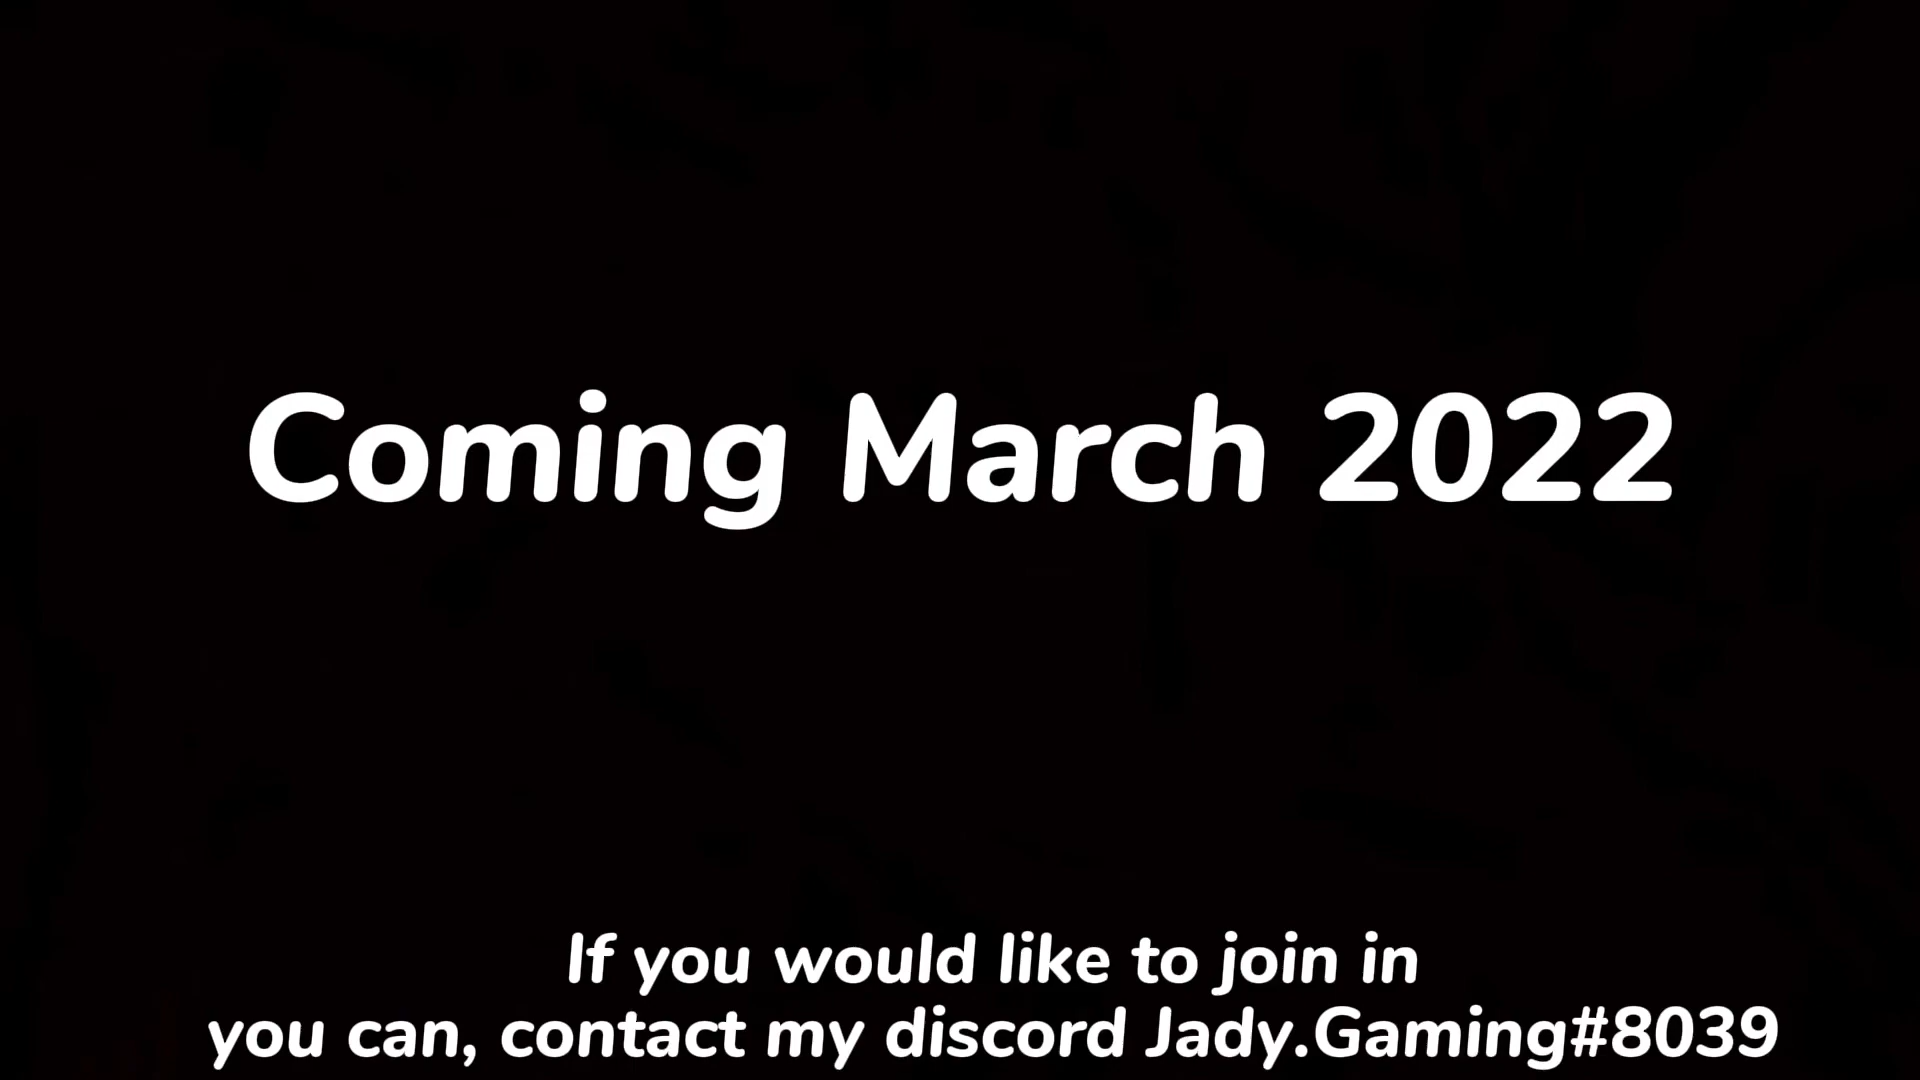 Coming March 2022
If you would like to join in
you can, contact my discord Jady.Gaming#8039